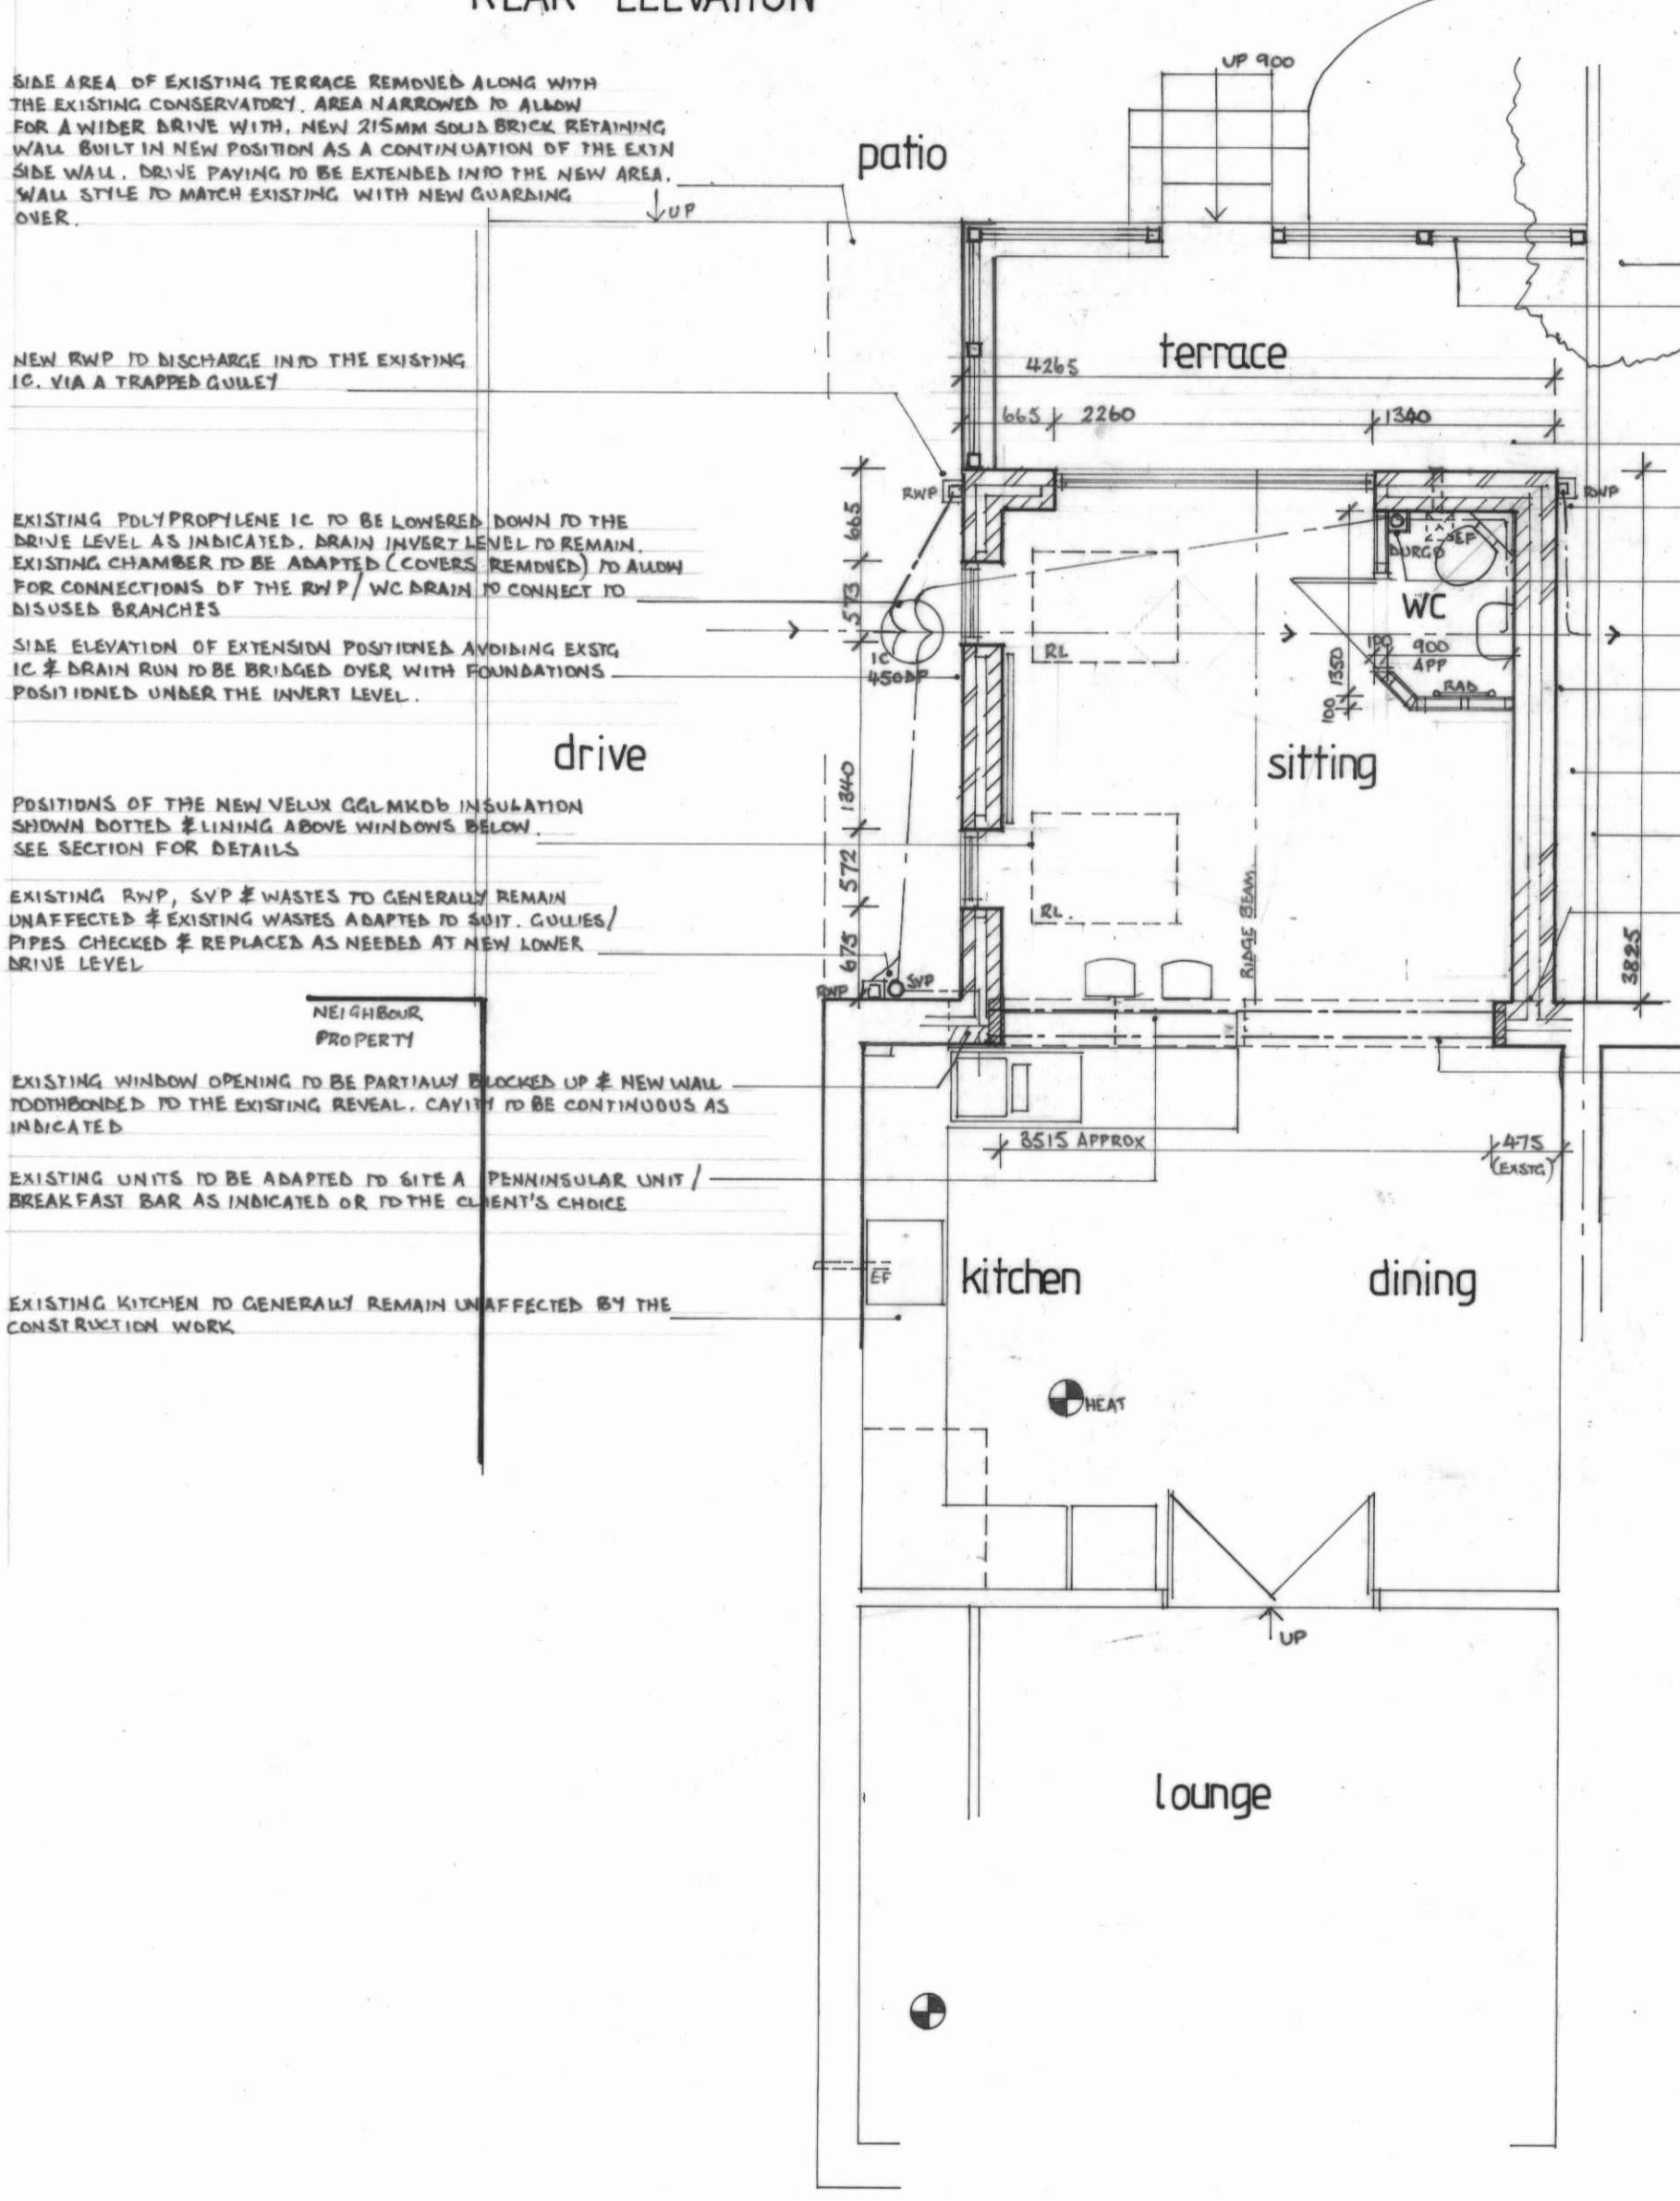 REAR ELEVATION
SIDE AREA OF EXISTING TERRACE REMOVED ALONG WITH
THE EXISTING CONSERVATORY. AREA NARROWED TO ALLOW
FOR A WIDER DRIVE WITH, NEW 215MM SOLID BRICK RETAINING
WALL BUILT IN NEW POSITION AS A CONTINUATION OF THE EXTN
SIDE WALL. DRIVE PAVING TO BE EXTENDED INTO THE NEW AREA.
WALL STYLE TO MATCH EXISTING WITH NEW GUARDING
OVER.
UP
UP 900
patio
terrace
4265
665 2260 1340
NEW RWP TO DISCHARGE INTO THE EXISTING
IC. VIA A TRAPPED GULLEY
RWP
RWP
EXISTING POLYPROPYLENE IC TO BE LOWERED DOWN TO THE
DRIVE LEVEL AS INDICATED. DRAIN INVERT LEVEL TO REMAIN.
EXISTING CHAMBER TO BE ADAPTED (COVERS REMOVED) TO ALLOW
FOR CONNECTIONS OF THE RWP/WC DRAIN TO CONNECT TO
DISUSED BRANCHES
665
573
1340
572
675
DURGO
EF
WC
100
900
APP
1350
100
RAD
IC
450DP
RL
SIDE ELEVATION OF EXTENSION POSITIONED AVOIDING EXSTG
IC & DRAIN RUN TO BE BRIDGED OVER WITH FOUNDATIONS
POSITIONED UNDER THE INVERT LEVEL.
drive
sitting
POSITIONS OF THE NEW VELUX GGLMK06 INSULATION
SHOWN DOTTED & LINING ABOVE WINDOWS BELOW.
SEE SECTION FOR DETAILS
RL.
RIDGE BEAM
3825
EXISTING RWP, SVP & WASTES TO GENERALLY REMAIN
UNAFFECTED & EXISTING WASTES ADAPTED TO SUIT. GULLIES/
PIPES CHECKED & REPLACED AS NEEDED AT NEW LOWER
DRIVE LEVEL
RWP
SVP
NEIGHBOUR
PROPERTY
EXISTING WINDOW OPENING TO BE PARTIALLY BLOCKED UP & NEW WALL
TOOTHBONDED TO THE EXISTING REVEAL. CAVITY TO BE CONTINUOUS AS
INDICATED
3515 APPROX
475
(EXSTG)
EXISTING UNITS TO BE ADAPTED TO SITE A PENNINSULAR UNIT/
BREAKFAST BAR AS INDICATED OR TO THE CLIENT'S CHOICE
EF
kitchen
dining
EXISTING KITCHEN TO GENERALLY REMAIN UNAFFECTED BY THE
CONSTRUCTION WORK
HEAT
UP
lounge